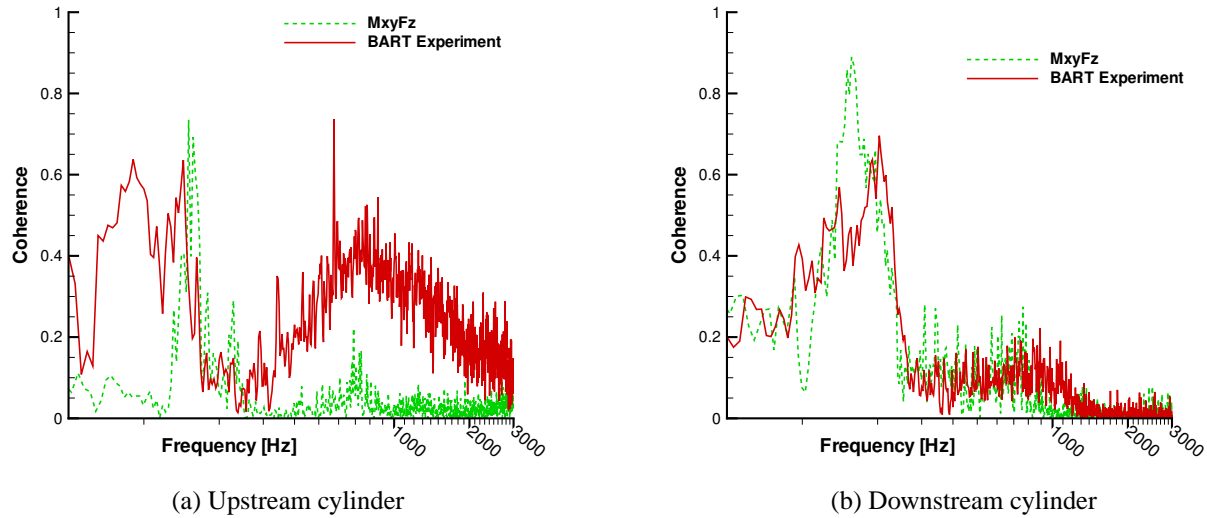 MxyFz
BART Experiment
1
0.8
0.6
0.4
0.2
0
Coherence
Frequency [Hz]
1000
2000
3000
(a) Upstream cylinder
MxyFz
BART Experiment
1
0.8
0.6
0.4
0.2
0
Coherence
Frequency [Hz]
1000
2000
3000
(b) Downstream cylinder